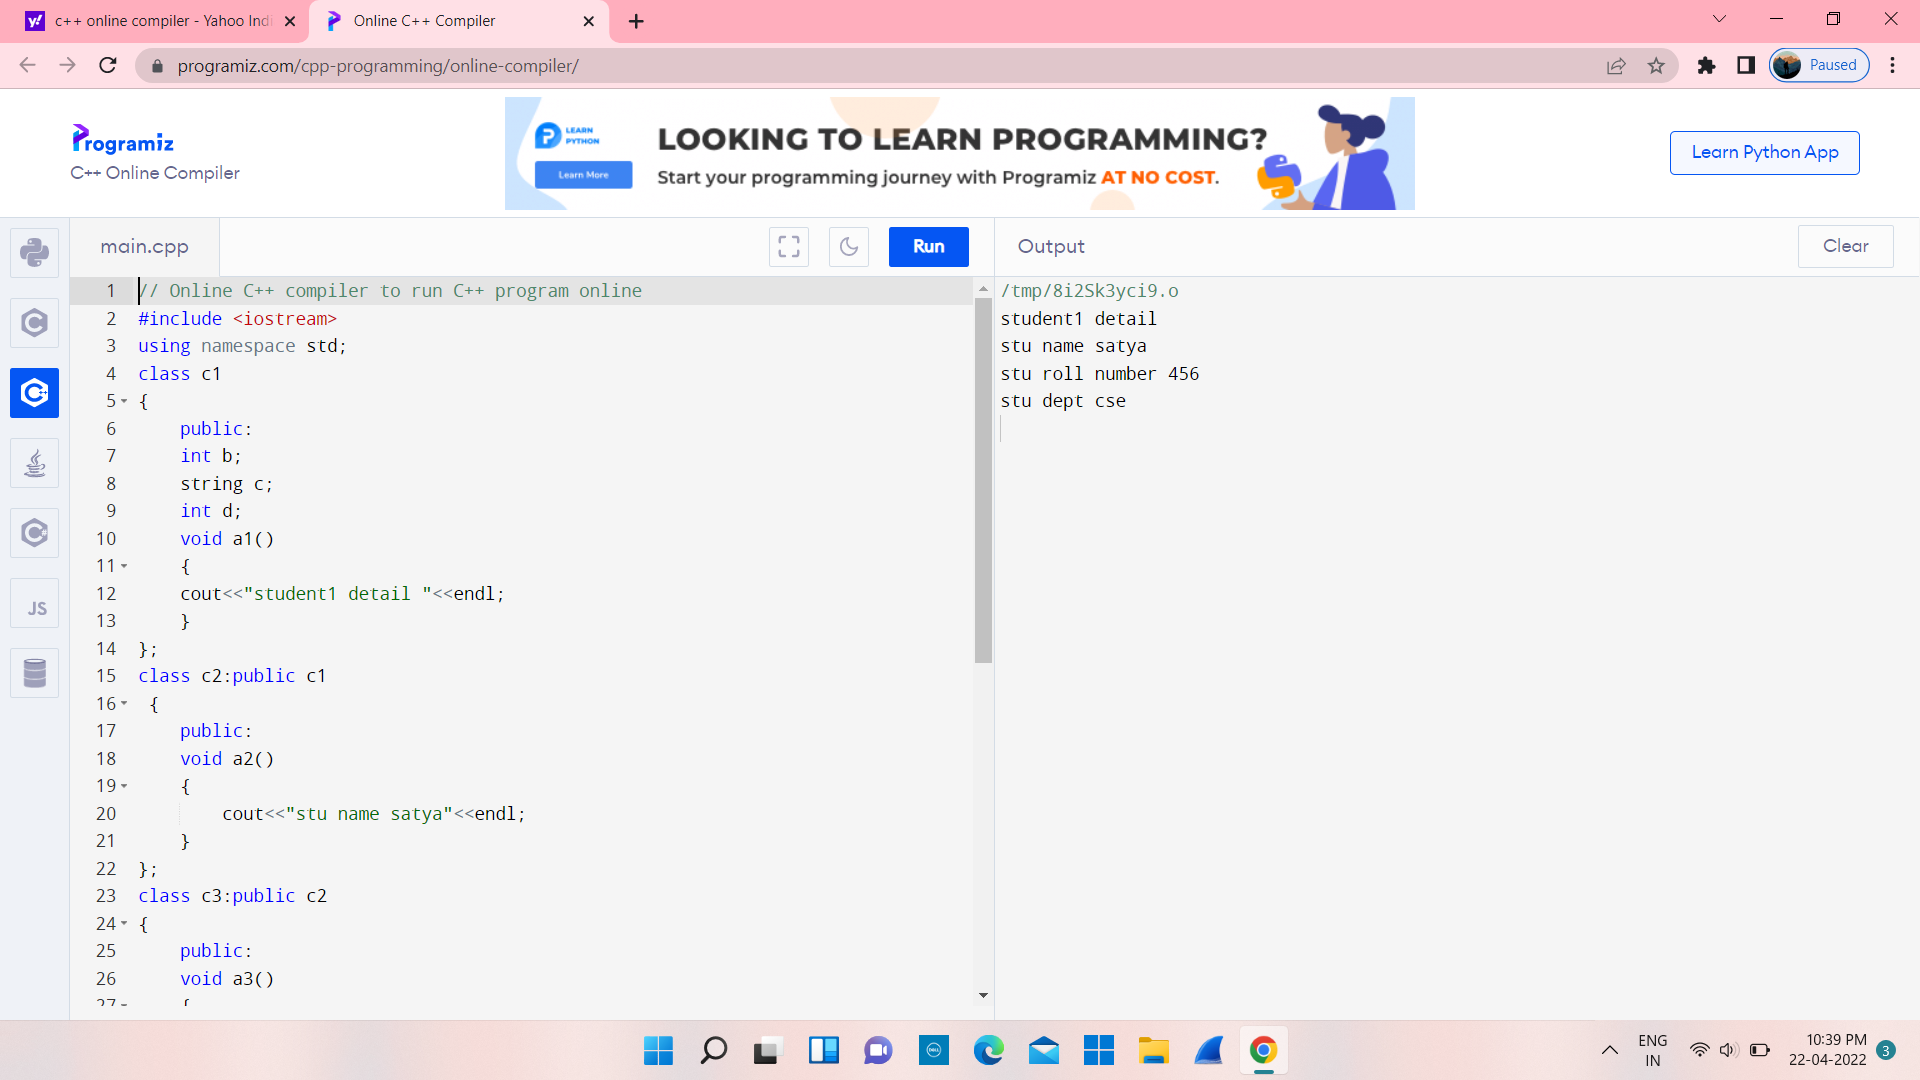 c++ online compiler - Yahoo Indi
Online C++ Compiler
programiz.com/cpp-programming/online-compiler/
Paused
Programiz
C++ Online Compiler
LEARN
PYTHON
Learn More
LOOKING TO LEARN PROGRAMMING?
Start your programming journey with Programiz AT NO COST.
Learn Python App
main.cpp
Run
Output
Clear
1 // Online C++ compiler to run C++ program online
2 #include <iostream>
3 using namespace std;
4 class c1
5 {
6     public:
7     int b;
8     string c;
9     int d;
10     void a1()
11     {
12     cout<<"student1 detail "<<endl;
13     }
14 };
15 class c2:public c1
16  {
17     public:
18     void a2()
19     {
20         cout<<"stu name satya"<<endl;
21     }
22 };
23 class c3:public c2
24 {
25     public:
26     void a3()
27     {
/tmp/8i2Sk3yci9.o
student1 detail
stu name satya
stu roll number 456
stu dept cse
JS
DELL
ENG
IN
10:39 PM
22-04-2022
3